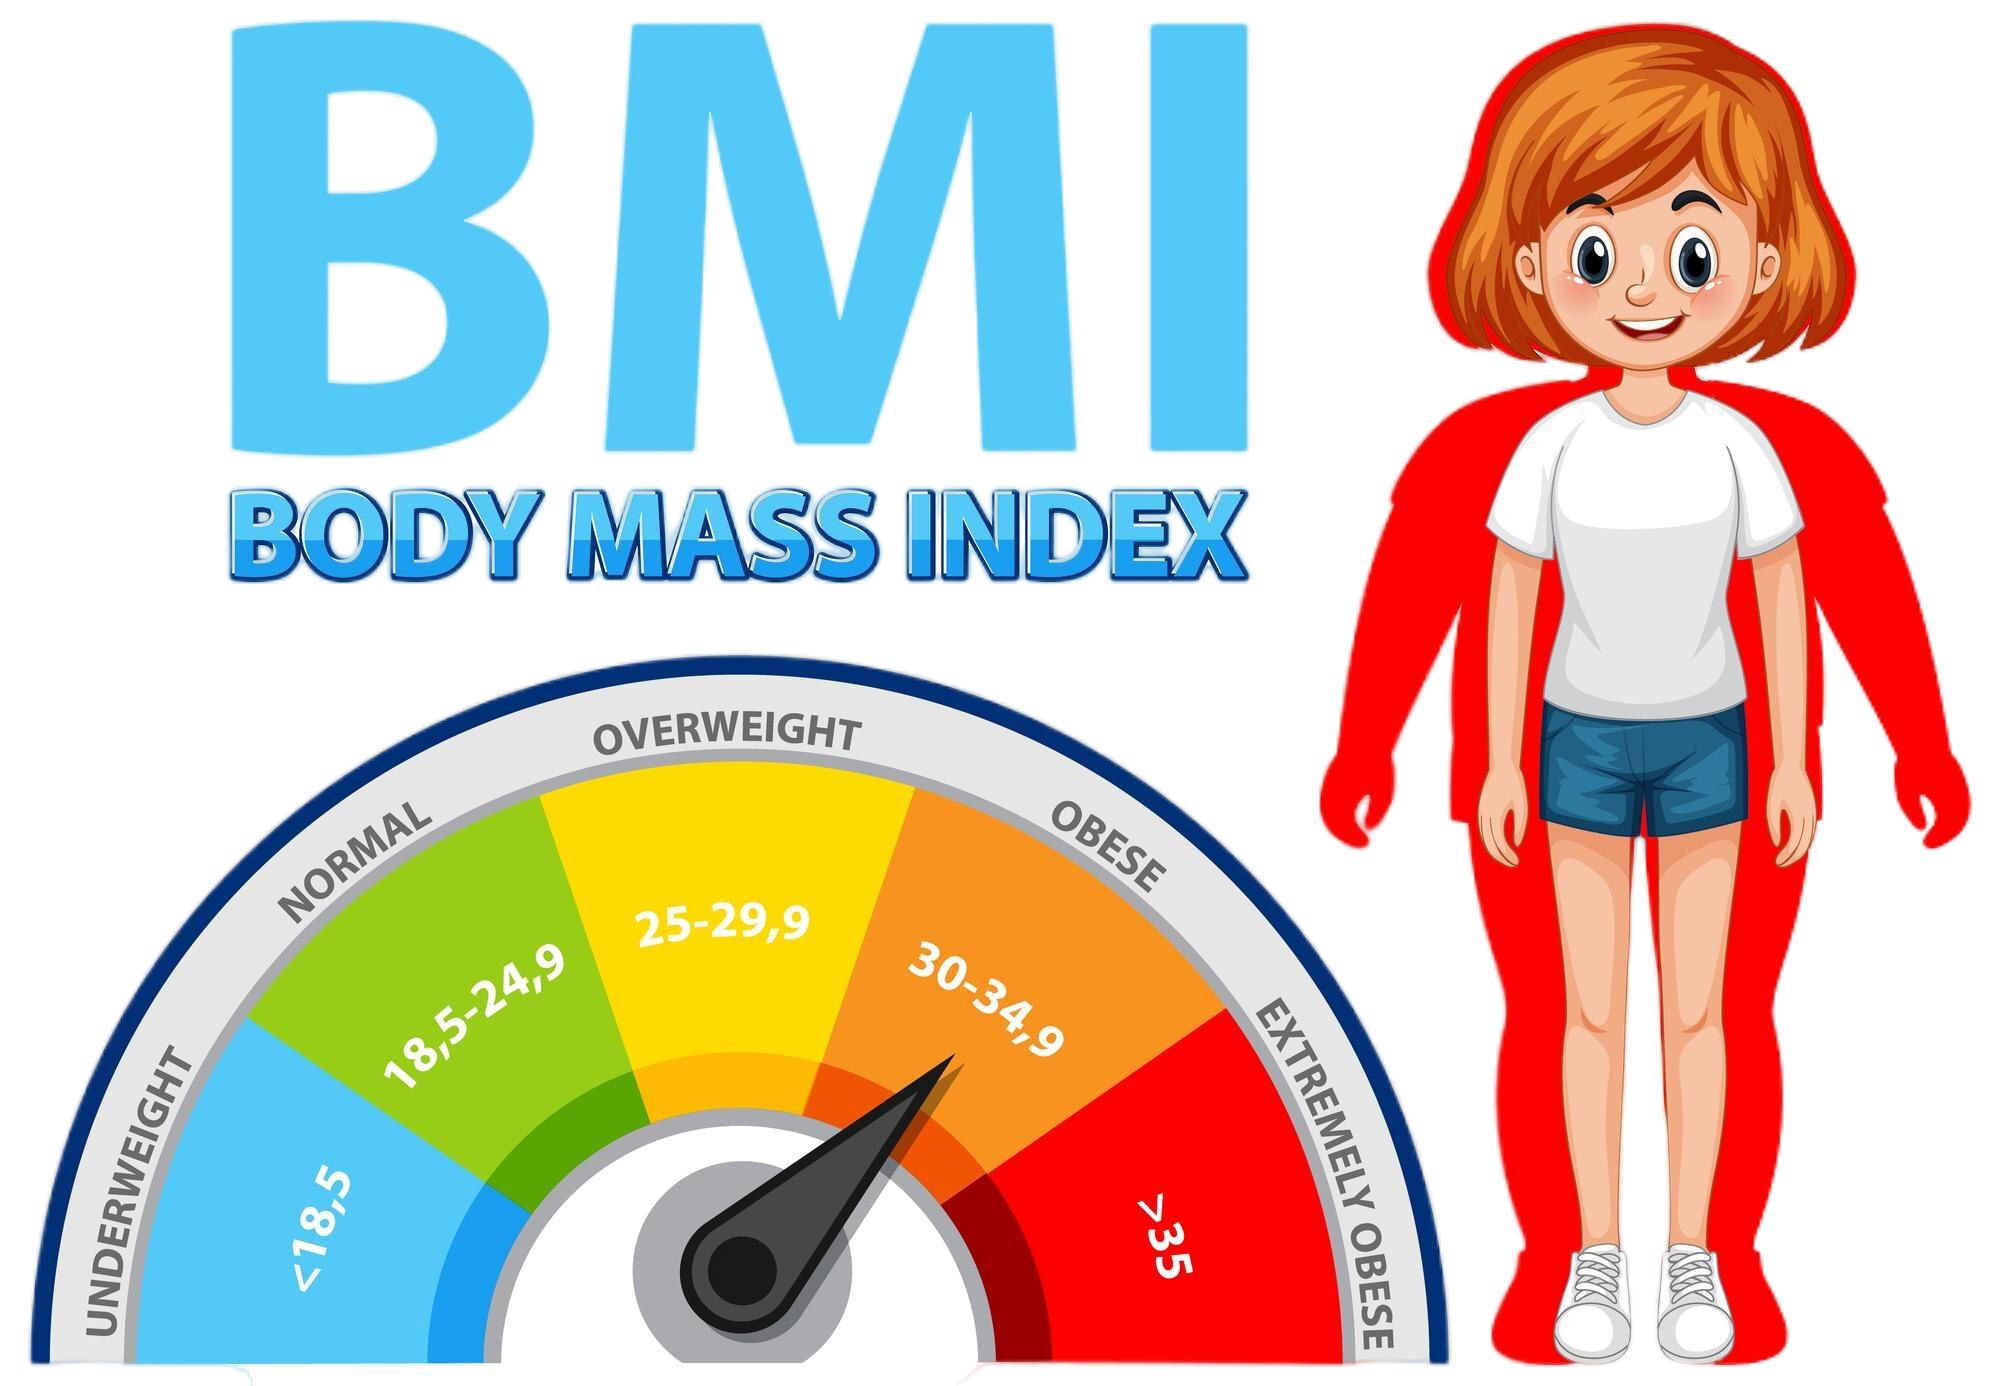 BMI
BODY MASS INDEX
UNDERWEIGHT
NORMAL
OVERWEIGHT
OBESE
EXTREMELY OBESE
<18,5
18,5-24,9
25-29,9
30-34,9
>35